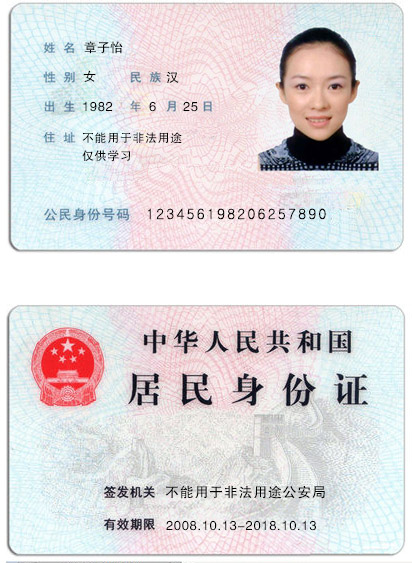 姓名 章子怡
性别 女 民族 汉
出生 1982 年 6 月 25 日
住址 不能用于非法用途
仅供学习
公民身份号码 123456198206257890
中华人民共和国
居民身份证
签发机关 不能用于非法用途公安局
有效期限 2008.10.13-2018.10.13